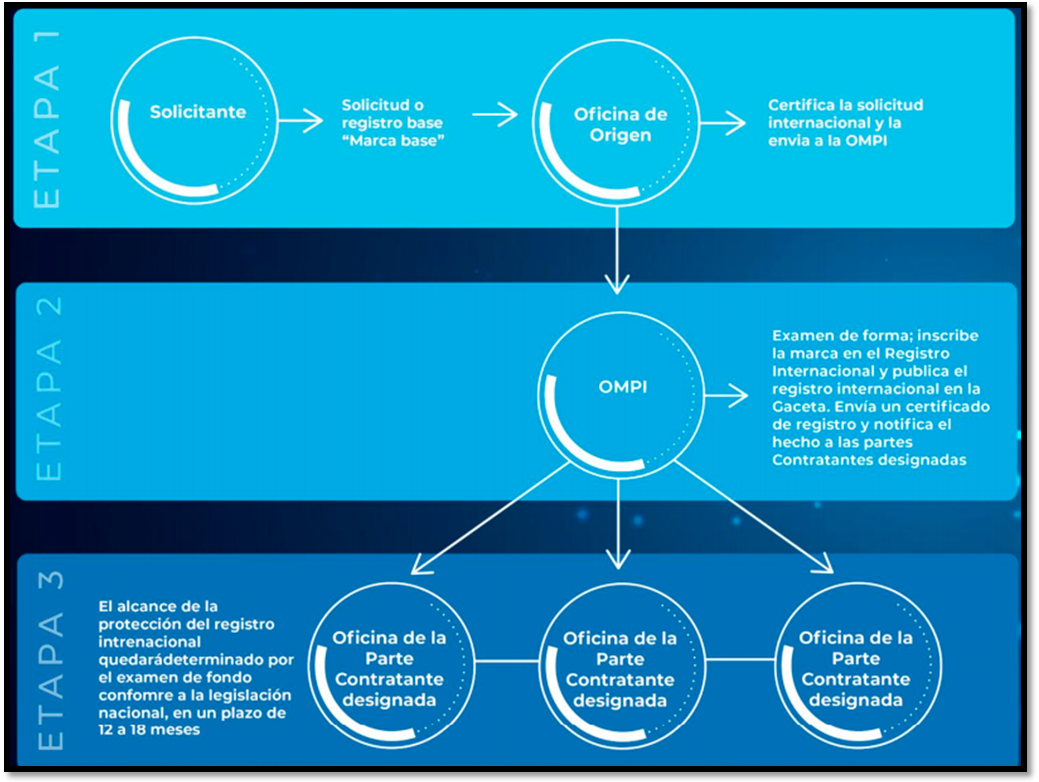 ETAPA 1
Solicitante
Solicitud o
registro base
“Marca base”
Oficina de
Origen
Certifica la solicitud
internacional y la
envia a la OMPI
ETAPA 2
OMPI
Examen de forma; inscribe
la marca en el Registro
Internacional y publica el
registro internacional en la
Gaceta. Envía un certificado
de registro y notifica el
hecho a las partes
Contratantes designadas
ETAPA 3
El alcance de la
protección del registro
intrenacional
quedarádeterminado por
el examen de fondo
confomre a la legislación
nacional, en un plazo de
12 a 18 meses
Oficina de la
Parte
Contratante
designada
Oficina de la
Parte
Contratante
designada
Oficina de la
Parte
Contratante
designada